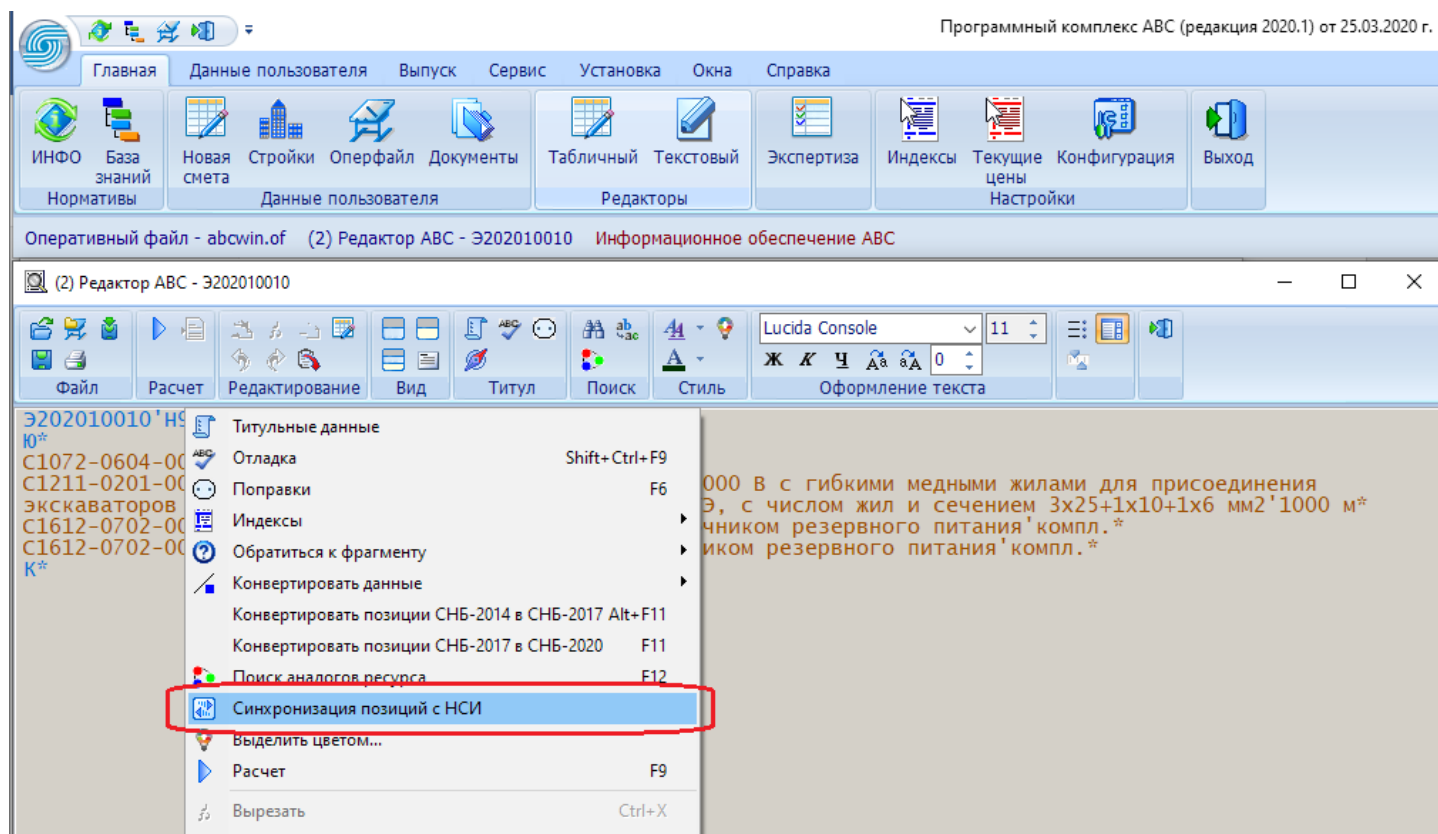 Программный комплекс АВС (редакция 2020.1) от 25.03.2020 г.
Главная Данные пользователя Выпуск Сервис Установка Окна Справка
ИНФО База знаний Новая смета Стройки Оперфайл Документы Табличный Текстовый Экспертиза Индексы Текущие цены Конфигурация Выход
Нормативы Данные пользователя Редакторы Настройки
Оперативный файл - abcwin.of (2) Редактор АВС - Э202010010 Информационное обеспечение АВС
(2) Редактор АВС - Э202010010
Lucida Console 11
Ж К Ч Аа аА 0
Файл Расчет Редактирование Вид Титул Поиск Стиль Оформление текста
Э202010010'Н9
Ю*
С1072-0604-00
С1211-0201-00 000 В с гибкими медными жилами для присоединения
экскаваторов Э, с числом жил и сечением 3х25+1х10+1х6 мм2'1000 м*
С1612-0702-00 чником резервного питания'компл.*
С1612-0702-00 иком резервного питания'компл.*
К*
Титульные данные
Отладка Shift+Ctrl+F9
Поправки F6
Индексы
Обратиться к фрагменту
Конвертировать данные
Конвертировать позиции СНБ-2014 в СНБ-2017 Alt+F11
Конвертировать позиции СНБ-2017 в СНБ-2020 F11
Поиск аналогов ресурса F12
Синхронизация позиций с НСИ
Выделить цветом...
Расчет F9
Вырезать Ctrl+X